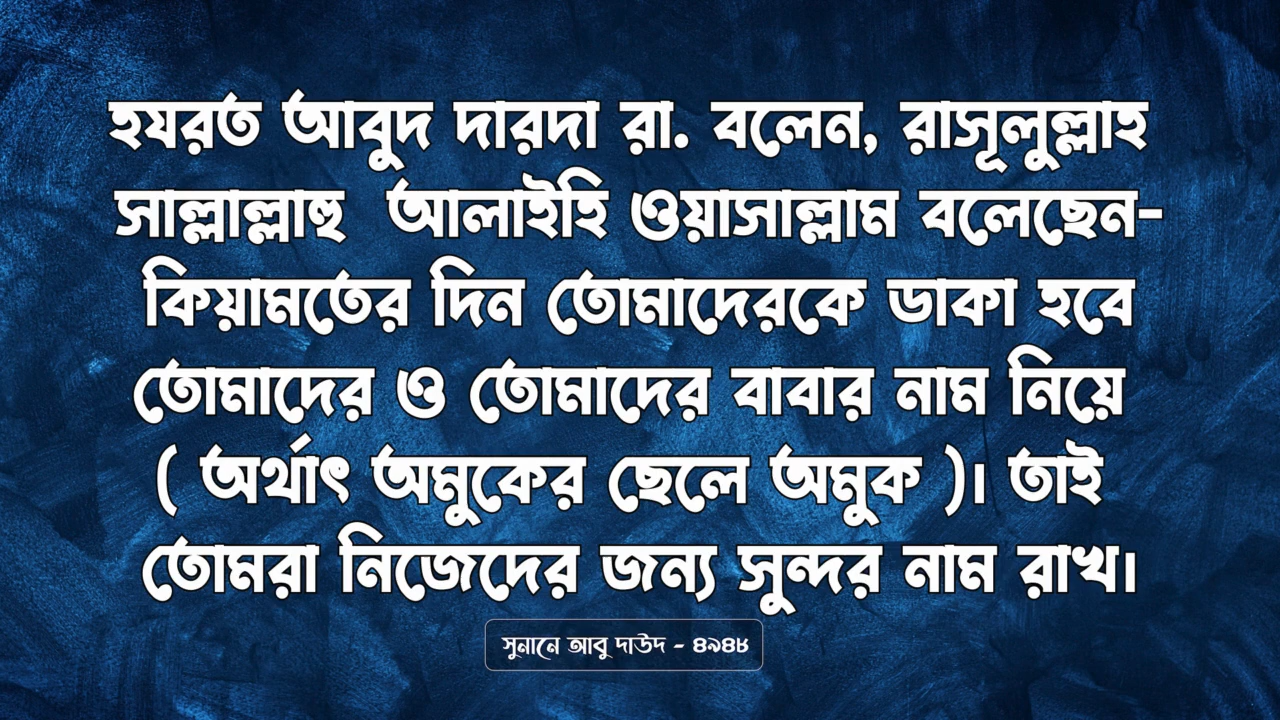 হযরত আবুদ দারদা রা. বলেন, রাসূলুল্লাহ
সাল্লাল্লাহু আলাইহি ওয়াসাল্লাম বলেছেন-
কিয়ামতের দিন তোমাদেরকে ডাকা হবে
তোমাদের ও তোমাদের বাবার নাম নিয়ে
( অর্থাৎ অমুকের ছেলে অমুক )। তাই
তোমরা নিজেদের জন্য সুন্দর নাম রাখ।
সুনানে আবু দাউদ - ৪৯৪৮